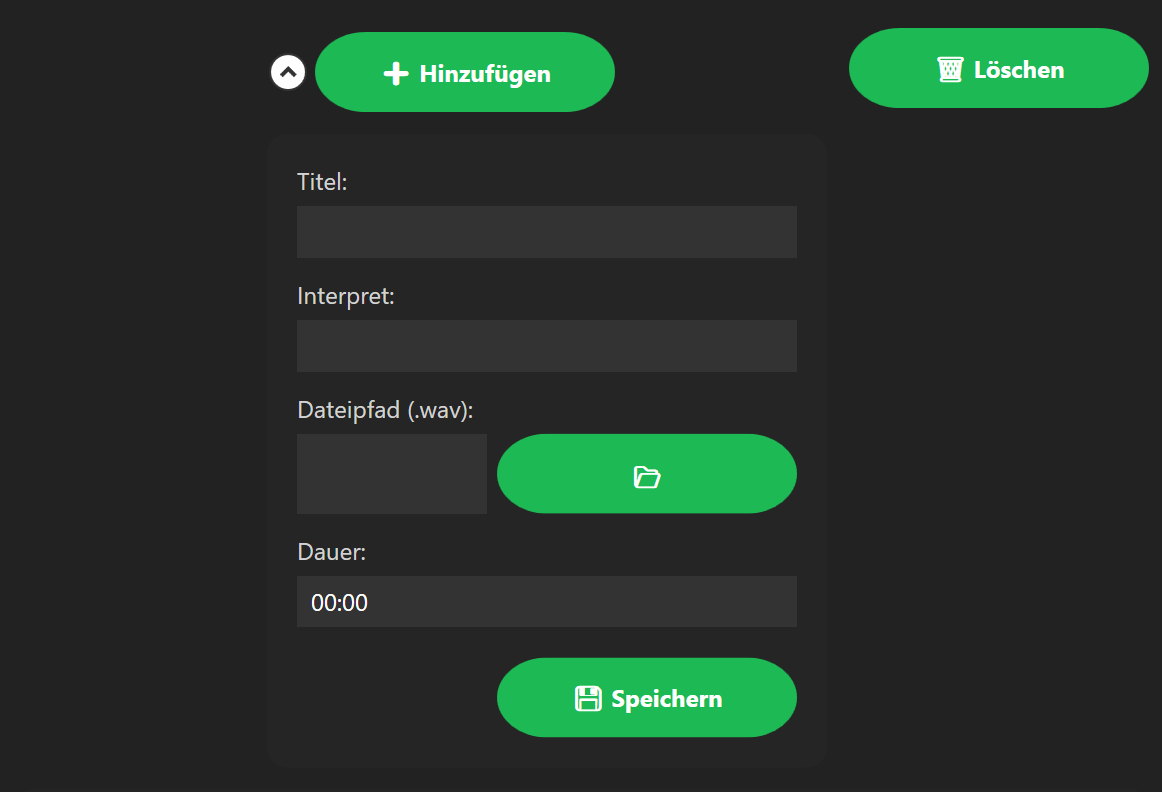 Hinzufügen
Löschen
Titel:
Interpret:
Dateipfad (.wav):
Dauer:
00:00
Speichern